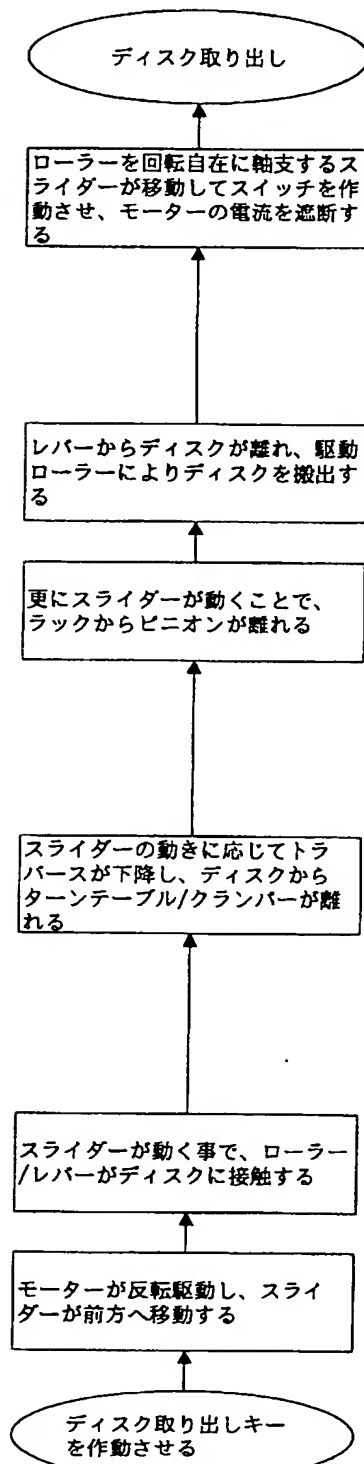 ディスク取り出し
ローラーを回転自在に軸支するス
ライダーが移動してスイッチを作
動させ、モーターの電流を遮断す
る
レバーからディスクが離れ、駆動
ローラーによりディスクを搬出す
る
更にスライダーが動くことで、
ラックからピニオンが離れる
スライダーの動きに応じてトラ
バースが下降し、ディスクから
ターンテーブル/クランパーが離
れる
スライダーが動く事で、ローラー
/レバーがディスクに接触する
モーターが反転駆動し、スライ
ダーが前方へ移動する
ディスク取り出しキー
を作動させる